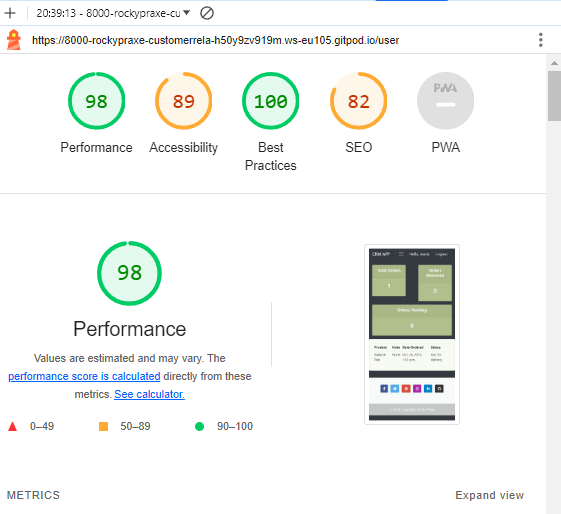 20:39:13 - 8000-rockypraxe-cu
https://8000-rockypraxe-customerrela-h50y9zv919m.ws-eu105.gitpod.io/user
98 89 100 82 PWA
Performance Accessibility Best Practices SEO PWA
98
Performance
Values are estimated and may vary. The
performance score is calculated directly from these
metrics. See calculator.
0–49 50–89 90–100
CRM APP Hello, Logout
Total Orders Orders Delivered
1 0
Orders Pending
0
Product Note Date Ordered Status
METRICS Expand view